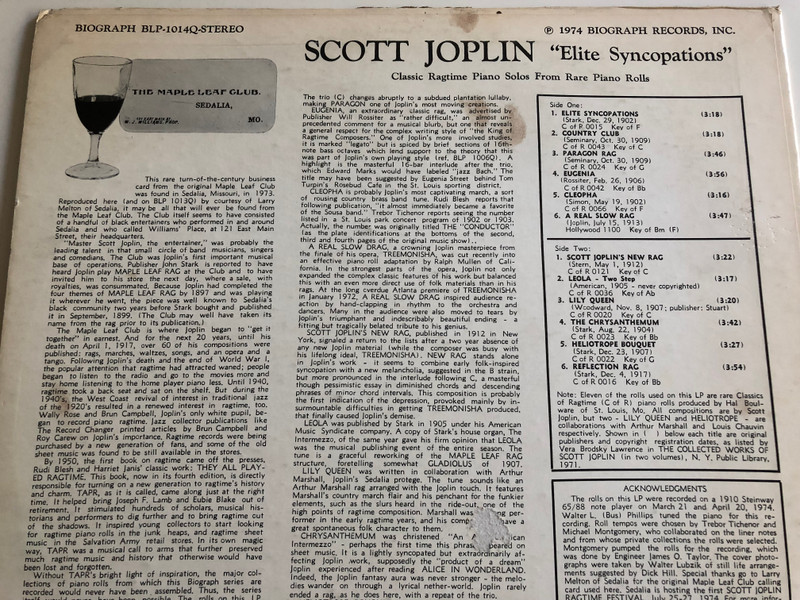 BIOGRAPH BLP-1014Q-STEREO
℗ 1974 BIOGRAPH RECORDS, INC.
SCOTT JOPLIN "Elite Syncopations"
Classic Ragtime Piano Solos From Rare Piano Rolls
THE MAPLE LEAF CLUB.
SEDALIA,
MO.
W. J. WILLIAMS, PROP.
This rare turn-of-the-century business
card from the original Maple Leaf Club
was found in Sedalia, Missouri, in 1973.
Reproduced here (and on BLP 1013Q) by courtesy of Larry
Melton of Sedalia, it may be all that will ever be found from
the Maple Leaf Club. The Club itself seems to have consisted
of a handful of black entertainers who performed in and around
Sedalia and who called Williams' Place, at 121 East Main
Street, their headquarters.
"Master Scott Joplin, the entertainer," was probably the
leading talent in that small circle of band musicians, singers
and comedians. The Club was Joplin's first important musical
base of operations. Publisher John Stark is reported to have
heard Joplin play MAPLE LEAF RAG at the Club and to have
invited him to his store the next day, where a sale, with
royalties, was consummated. Because Joplin had completed the
four themes of MAPLE LEAF RAG by 1897 and was playing
it wherever he went, the piece was well known to Sedalia's
black community two years before Stark bought and published
it in September, 1899. (The Club may well have taken its
name from the rag prior to its publication.)
The Maple Leaf Club is where Joplin began to "get it
together" in earnest. And for the next 20 years, until his
death on April 1, 1917, over 60 of his compositions were
published: rags, marches, waltzes, songs, and an opera and a
tango. Following Joplin's death and the end of World War I,
the popular attention that ragtime had attracted waned; people
began to listen to the radio and go to the movies more and
stay home listening to the home player piano less. Until 1940,
ragtime took a back seat and sat on the shelf. But during the
1940's, the West Coast revival of interest in traditional jazz
of the 1920's resulted in a renewed interest in ragtime, too.
Wally Rose and Brun Campbell, Joplin's only white pupil, be-
gan to record piano ragtime. Jazz collector publications like
The Record Changer printed articles by Brun Campbell and
Roy Carew on Joplin's importance. Ragtime records were being
purchased by a new generation of fans, and some of the old
sheet music was found to be still available in the stores.
By 1950, the first book on ragtime came off the presses,
Rudi Blesh and Harriet Janis' classic work: THEY ALL PLAY-
ED RAGTIME. This book, now in its fourth edition, is directly
responsible for turning on a new generation to ragtime's history
and charm. TAPR, as it is called, came along just at the right
time. It helped bring Joseph F. Lamb and Eubie Blake out of
retirement. It stimulated hundreds of scholars, musical his-
torians and performers to dig further and to bring ragtime out
of the shadows. It inspired young collectors to start looking
for ragtime piano rolls in the junk heaps, and ragtime sheet
music in the Salvation Army retail stores. In its own magic
way, TAPR was a musical call to arms that further preserved
much ragtime music and history that otherwise would have
been lost and forgotten.
Without TAPR's bright light of inspiration, the major col-
lections of piano rolls from which this Biograph series are
recorded would never have been assembled. Thus, the series
The trio (C) changes abruptly to a subdued plantation lullaby,
making PARAGON one of Joplin's most moving creations.
EUGENIA, an extraordinary classic rag, was advertised by
Publisher Will Rossiter as "rather difficult," an almost un-
precedented comment for a musical blurb, but one that reveals
a general respect for the complex writing style of "the King of
Ragtime Composers." One of Joplin's more involved studies,
it is marked "legato" but is spiced by brief sections of 16th-
note bass octaves which lend support to the theory that this
was part of Joplin's own playing style (ref. BLP 1006Q). A
highlight is the masterful 16-bar interlude after the trio,
which Edward Marks would have labeled "jazz Bach." The
title may have been suggested by Eugenia Street behind Tom
Turpin's Rosebud Cafe in the St. Louis sporting district.
CLEOPHA is probably Joplin's most captivating march, a sort
of rousing country brass band tune. Rudi Blesh reports that
following publication, "it almost immediately became a favorite
of the Sousa band." Trebor Tichenor reports seeing the number
listed in a St. Louis park concert program of 1902 or 1903.
Actually, the number was originally titled THE "CONDUCTOR"
(as the plate identifications at the bottoms of the second,
third and fourth pages of the original music show)..
A REAL SLOW DRAG, a crowning Joplin masterpiece from
the finale of his opera, TREEMONISHA, was cut recently into
an effective piano roll adaptation by Ralph Mullen of Cali-
fornia. In the strongest parts of the opera, Joplin not only
expanded the complex classic features of his work but balanced
this with an even more direct use of folk materials than in his
rags. At the long overdue Atlanta premiere of TREEMONISHA
in January 1972, A REAL SLOW DRAG inspired audience re-
action by hand-clapping in rhythm to the orchestra and
dancers. Many in the audience were also moved to tears by
Joplin's triumphant and indescribably beautiful ending - a
fitting but tragically belated tribute to his genius.
SCOTT JOPLIN'S NEW RAG, published in 1912 in New
York, signaled a return to the lists after a two year absence of
any new Joplin material (while the composer was busy with
his lifelong ideal, TREEMONISHA). NEW RAG stands alone
in Joplin's work - it seems to combine early folk-inspired
syncopation with a new melancholia, suggested in the B strain,
but more pronounced in the interlude following C, a masterful
though pessimistic essay in diminished chords and descending
phrases of minor chord intervals. This composition is probably
the first indication of the depression, provoked mainly by in-
surmountable difficulties in getting TREEMONISHA produced,
that finally caused Joplin's demise.
LEOLA was published by Stark in 1905 under his American
Music Syndicate company. A copy of Stark's house organ, The
Intermezzo, of the same year gave his firm opinion that LEOLA
was the musical publishing event of the entire season. The
tune is a graceful reworking of the MAPLE LEAF RAG
structure, foretelling somewhat GLADIOLUS of 1907.
LILY QUEEN was written in collaboration with Arthur
Marshall, Joplin's Sedalia protege. The tune sounds like an
Arthur Marshall rag arranged with the Joplin touch. It features
Marshall's country march flair and his penchant for the funkier
elements, such as the slurs heard in the ride-out, one of the
high points of ragtime composition. Marshall was per-
former in the early ragtime years, and his have a
great spontaneous folk character to them.
CHRYSANTHEMUM was christened "An can
Intermezzo" - perhaps the first time this phrase peared on
sheet music. It is a lightly syncopated but extraordinarily af-
fecting Joplin work, supposedly the "product of a dream"
Joplin experienced after reading ALICE IN WONDERLAND.
Indeed, the Joplin fantasy aura was never stronger - the melo-
dies wander on through a lyrical nether-world. Joplin rarely
ended a rag, as he does here, with a repeat of the trio.
Side One:
1. ELITE SYNCOPATIONS (3:18)
(Stark, Dec. 29, 1902)
C of R 0015 Key of F
2. COUNTRY CLUB (3:18)
(Seminary, Oct. 30, 1909)
C of R 0043 Key of C
3. PARAGON RAG (3:46)
(Seminary, Oct. 30, 1909)
C of R 0024 Key of G
4. EUGENIA (3:56)
(Rossiter, Feb. 26, 1906)
C of R 0042 Key of Bb
5. CLEOPHA (3:16)
(Simon, May 19, 1902)
C of R 0066 Key of F
6. A REAL SLOW RAG (3:47)
(Joplin, July 15, 1913)
Hollywood 1100 Key of Bm (F)
Side Two:
1. SCOTT JOPLIN'S NEW RAG (3:22)
(Stern, May 1, 1912)
C of R 0121 Key of C
2. LEOLA - Two Step (3:17)
(American, 1905 - never copyrighted)
C of R 0036 Key of Ab
3. LILY QUEEN (3:20)
(Woodward, Nov. 8, 1907; publisher: Stuart)
C of R 0020 Key of C
4. THE CHRYSANTHEMUM (3:42)
(Stark, Aug. 22, 1904)
C of R 0023 Key of Bb
5. HELIOTROPE BOUQUET (3:27)
(Stark, Dec. 23, 1907)
C of R 0022 Key of G
6. REFLECTION RAG (3:54)
(Stark, Dec. 4, 1917)
C of R 0016 Key of Bb
Note: Eleven of the rolls used on this LP are rare Classics
of Ragtime (C of R) piano rolls produced by Hal Boul-
ware of St. Louis, Mo. All compositions are by Scott
Joplin, but two - LILY QUEEN and HELIOTROPE - are
collaborations with Arthur Marshall and Louis Chauvin
respectively. Shown in ( ) below each title are original
publishers and copyright registration dates, as listed by
Vera Brodsky Lawrence in THE COLLECTED WORKS OF
SCOTT JOPLIN (in two volumes), N. Y. Public Library,
1971.
ACKNOWLEDGMENTS
The rolls on this LP were recorded on a 1910 Steinway
65/88 note player on March 21 and April 20, 1974.
Walter L. (Bus) Phillips tuned the piano for this re-
cording. Roll tempos were chosen by Trebor Tichenor and
Michael Montgomery, who collaborated on the liner notes
and from whose private collections the rolls were selected.
Montgomery pumped the rolls for the recording, which
was done by Engineer James O. Taylor. The cover photo-
graphs were taken by Walter Lubzik of still life arrange-
ments suggested by Dick Hill. Special thanks go to Larry
Melton of Sedalia for the original Maple Leaf Club calling
card used here. Sedalia is hosting the first SCOTT JOPLIN
RAGTIME FESTIVAL, July 25-27, 1974.